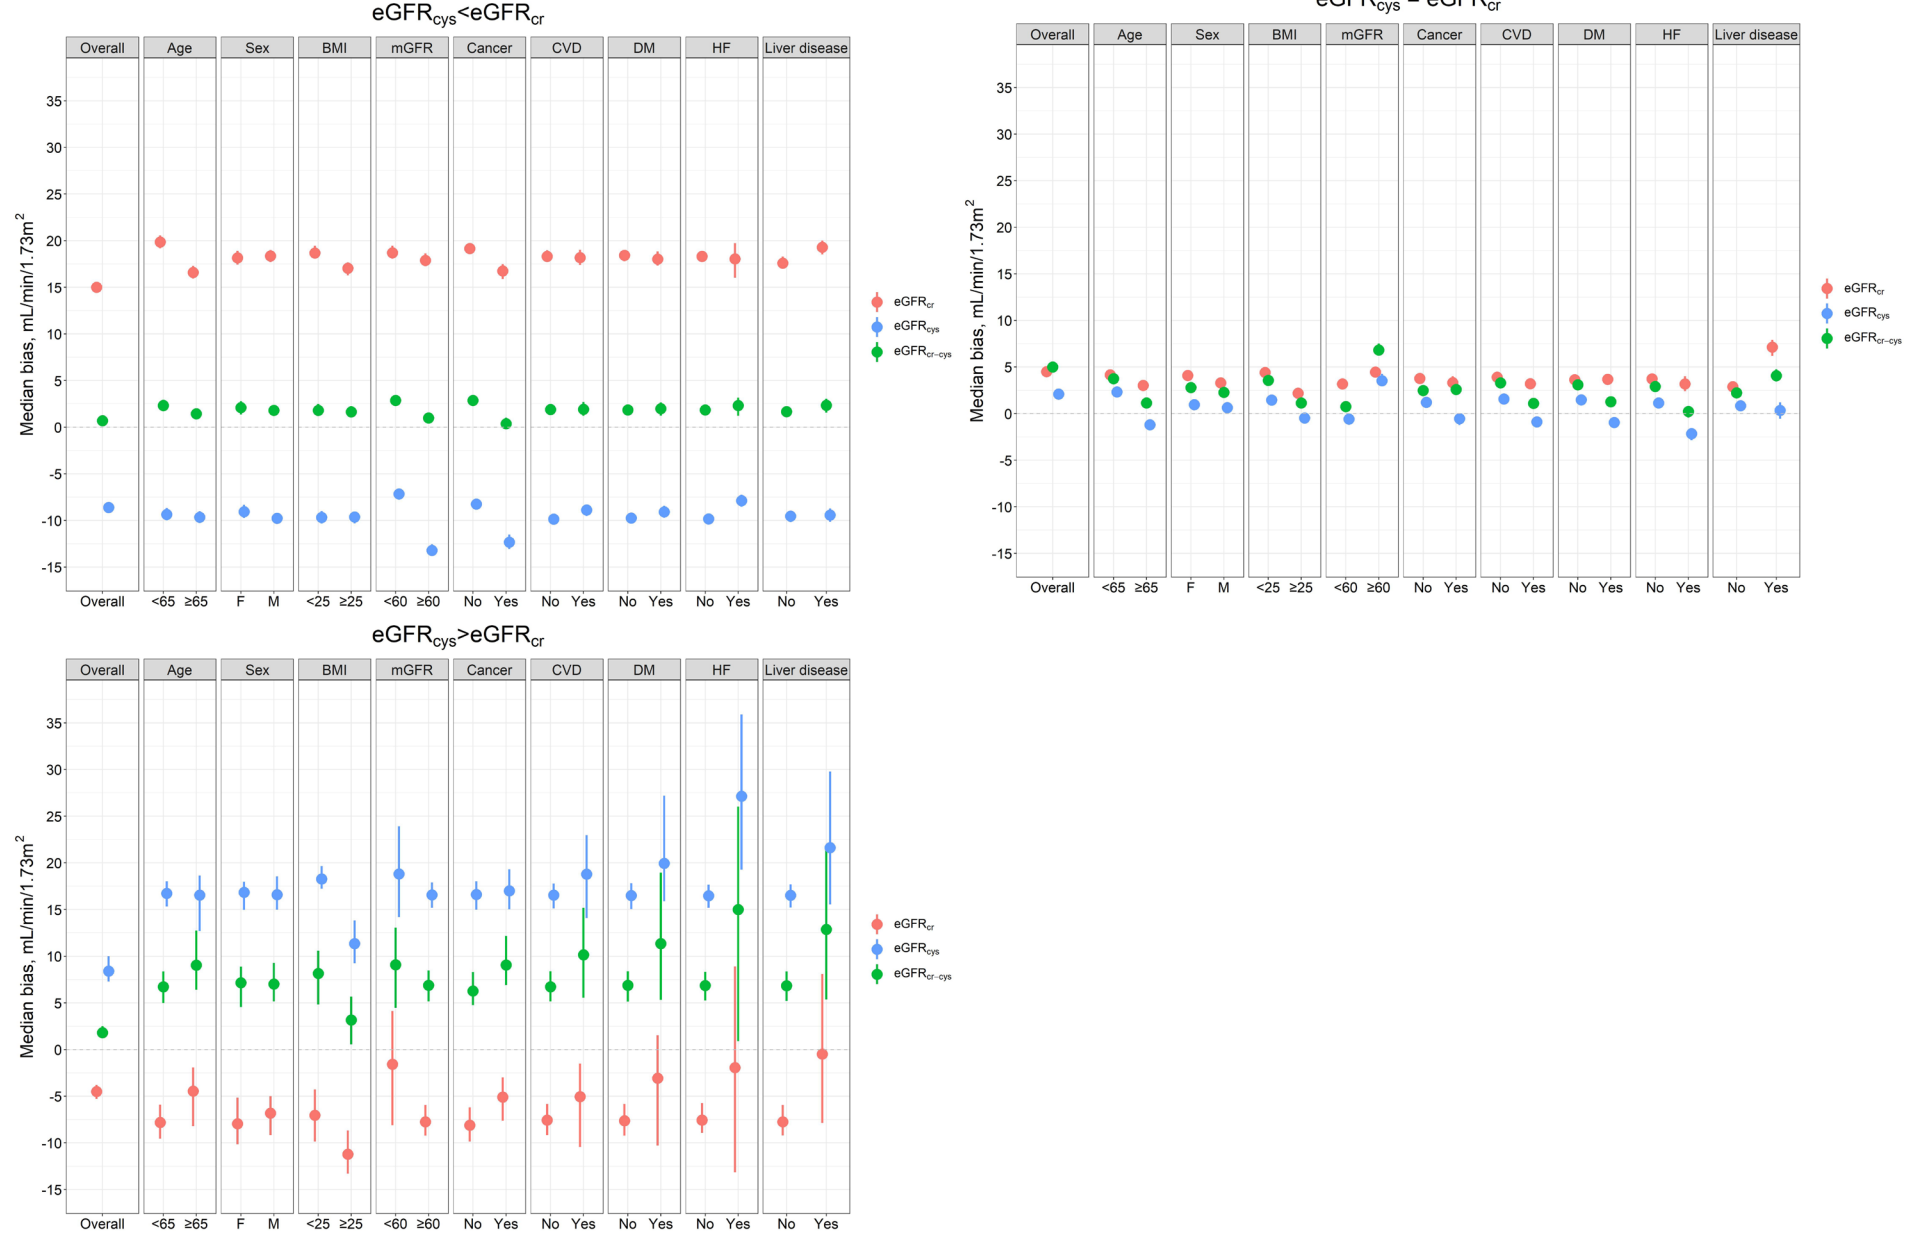 eGFRcys<eGFRcr
Overall Age Sex BMI mGFR Cancer CVD DM HF Liver disease
Median bias, mL/min/1.73m2
35
30
25
20
15
10
5
0
-5
-10
-15
Overall <65 ≥65 F M <25 ≥25 <60 ≥60 No Yes No Yes No Yes No Yes No Yes
eGFRcr
eGFRcys
eGFRcr−cys
eGFRcys = eGFRcr
Overall Age Sex BMI mGFR Cancer CVD DM HF Liver disease
Median bias, mL/min/1.73m2
35
30
25
20
15
10
5
0
-5
-10
-15
Overall <65 ≥65 F M <25 ≥25 <60 ≥60 No Yes No Yes No Yes No Yes No Yes
eGFRcr
eGFRcys
eGFRcr−cys
eGFRcys>eGFRcr
Overall Age Sex BMI mGFR Cancer CVD DM HF Liver disease
Median bias, mL/min/1.73m2
35
30
25
20
15
10
5
0
-5
-10
-15
Overall <65 ≥65 F M <25 ≥25 <60 ≥60 No Yes No Yes No Yes No Yes No Yes
eGFRcr
eGFRcys
eGFRcr−cys